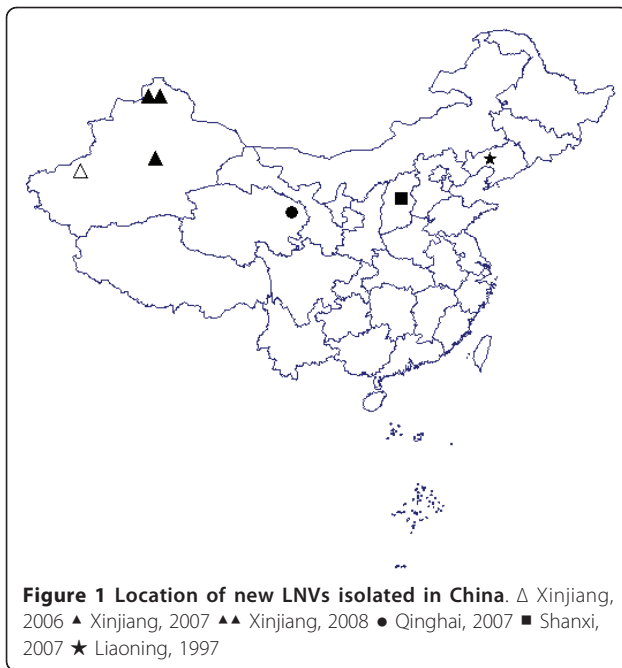 Figure 1 Location of new LNVs isolated in China. Δ Xinjiang,
2006 ▲ Xinjiang, 2007 ▲▲ Xinjiang, 2008 ● Qinghai, 2007 ■ Shanxi,
2007 ★ Liaoning, 1997